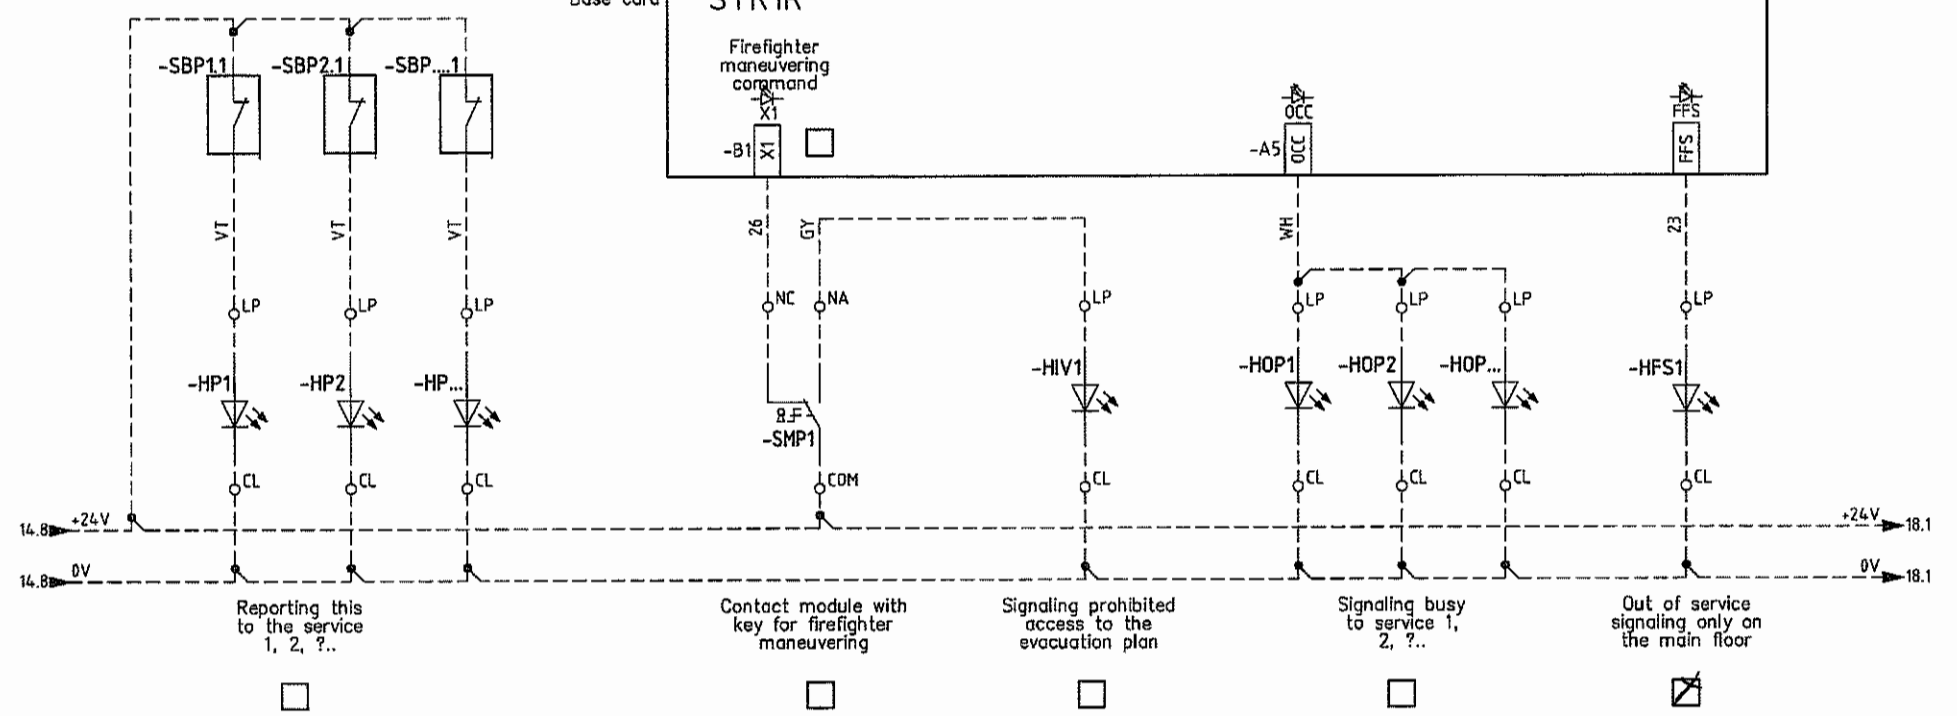 Firefighter
maneuvering
command
X1
OCC
FFS
-B1 X1
-A5 OCC
FFS
-SBP1.1 -SBP2.1 -SBP....1
VT VT VT
26 GY WH 23
LP LP LP
NC NA LP LP LP LP LP
-HP1 -HP2 -HP...
-SMP1
-HIV1 -HOP1 -HOP2 -HOP... -HFS1
CL CL CL COM CL CL CL CL CL
14.8 +24V +24V 18.1
14.8 0V 0V 18.1
Reporting this
to the service
1, 2, ?..
Contact module with
key for firefighter
maneuvering
Signaling prohibited
access to the
evacuation plan
Signaling busy
to service 1,
2, ?..
Out of service
signaling only on
the main floor